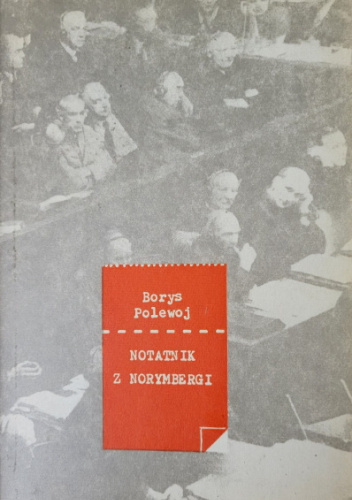 Borys
Polewoj
NOTATNIK
Z NORYMBERGI